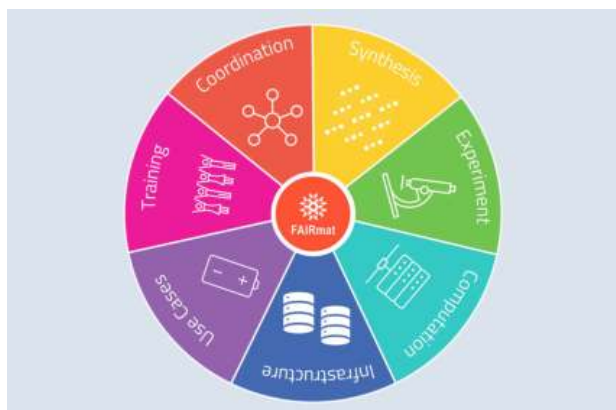 Coordination
Synthesis
Experiment
Computation
Infrastructure
Use Cases
Training
FAIRmat